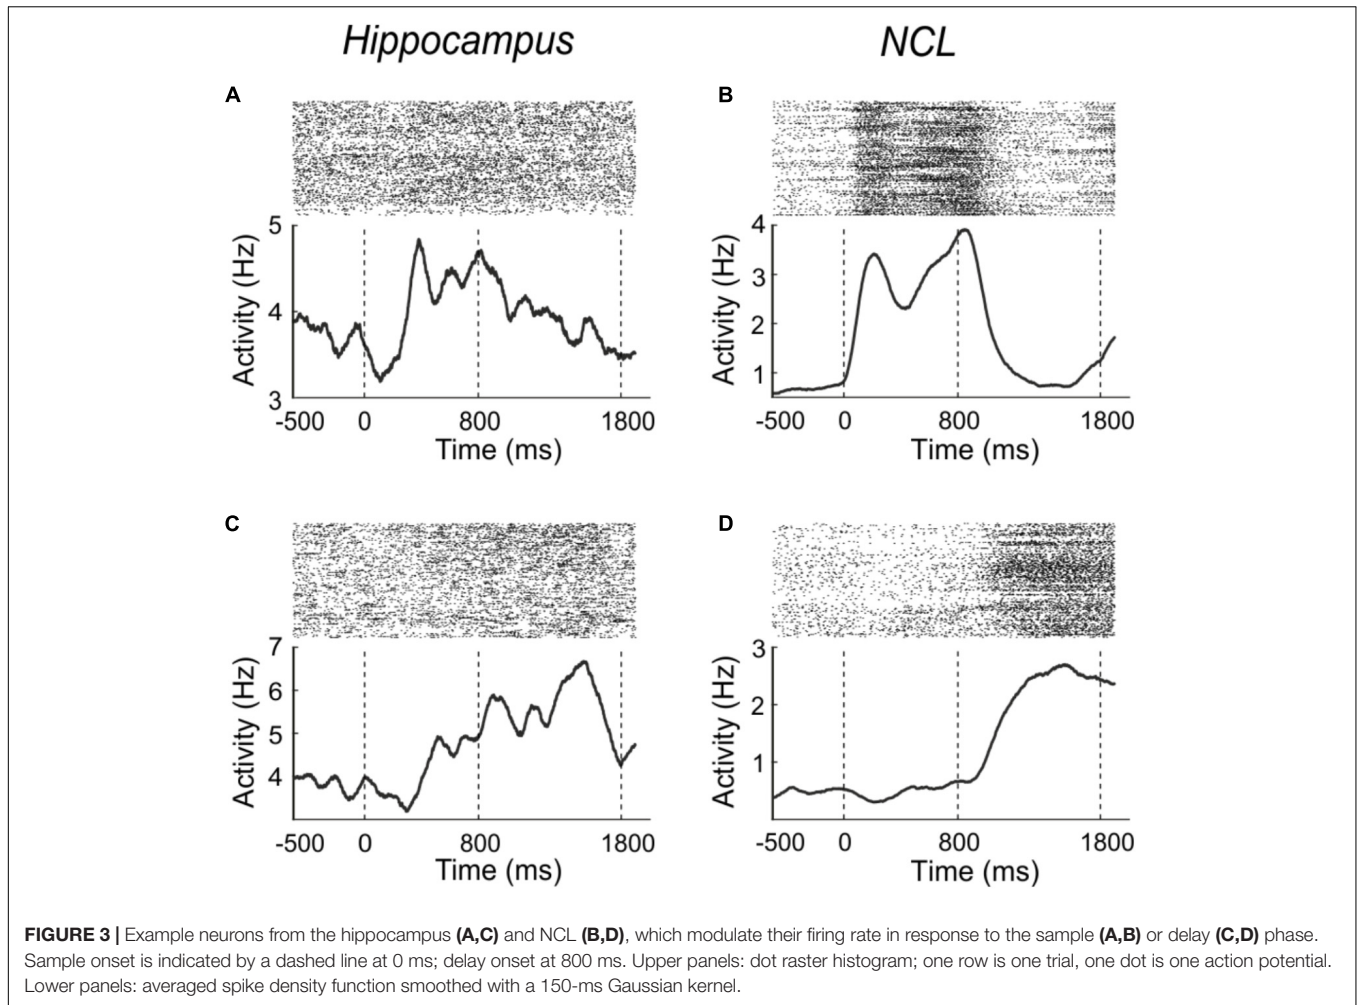 Hippocampus
NCL
A
B
5
4
3
Activity (Hz)
-500 0 800 1800
Time (ms)
4
3
2
1
Activity (Hz)
-500 0 800 1800
Time (ms)
C
D
7
6
5
4
Activity (Hz)
-500 0 800 1800
Time (ms)
3
2
1
Activity (Hz)
-500 0 800 1800
Time (ms)
FIGURE 3 | Example neurons from the hippocampus (A,C) and NCL (B,D), which modulate their firing rate in response to the sample (A,B) or delay (C,D) phase.
Sample onset is indicated by a dashed line at 0 ms; delay onset at 800 ms. Upper panels: dot raster histogram; one row is one trial, one dot is one action potential.
Lower panels: averaged spike density function smoothed with a 150-ms Gaussian kernel.